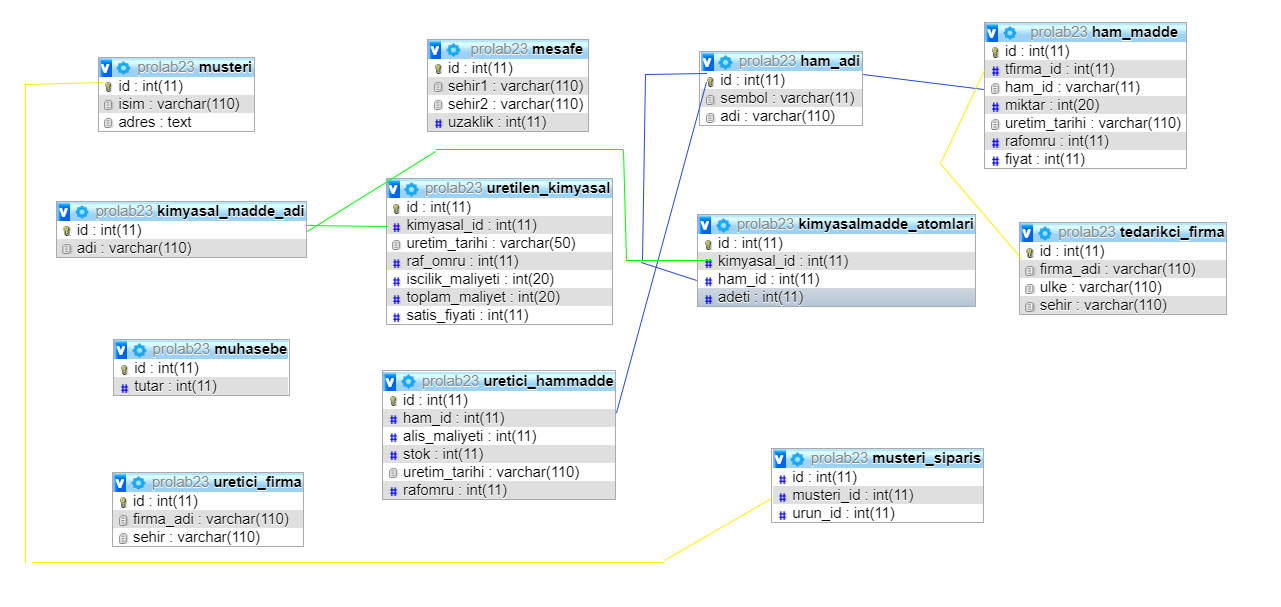 prolab23 musteri
id : int(11)
isim : varchar(110)
adres : text
prolab23 mesafe
id : int(11)
sehir1 : varchar(110)
sehir2 : varchar(110)
uzaklik : int(11)
prolab23 ham_adi
id : int(11)
sembol : varchar(11)
adi : varchar(110)
prolab23 ham_madde
id : int(11)
tfirma_id : int(11)
ham_id : varchar(11)
miktar : int(20)
uretim_tarihi : varchar(110)
rafomru : int(11)
fiyat : int(11)
prolab23 kimyasal_madde_adi
id : int(11)
adi : varchar(110)
prolab23 uretilen_kimyasal
id : int(11)
kimyasal_id : int(11)
uretim_tarihi : varchar(50)
raf_omru : int(11)
iscilik_maliyeti : int(20)
toplam_maliyet : int(20)
satis_fiyati : int(11)
prolab23 kimyasalmadde_atomlari
id : int(11)
kimyasal_id : int(11)
ham_id : int(11)
adeti : int(11)
prolab23 tedarikci_firma
id : int(11)
firma_adi : varchar(110)
ulke : varchar(110)
sehir : varchar(110)
prolab23 muhasebe
id : int(11)
tutar : int(11)
prolab23 uretici_hammadde
id : int(11)
ham_id : int(11)
alis_maliyeti : int(11)
stok : int(11)
uretim_tarihi : varchar(110)
rafomru : int(11)
prolab23 uretici_firma
id : int(11)
firma_adi : varchar(110)
sehir : varchar(110)
prolab23 musteri_siparis
id : int(11)
musteri_id : int(11)
urun_id : int(11)